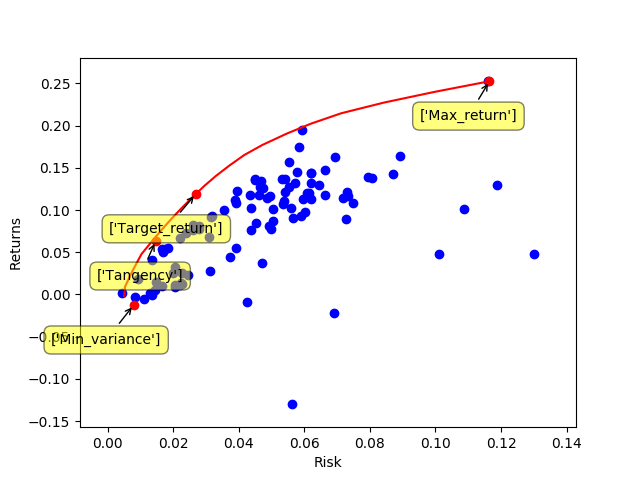 0.25
0.20
0.15
0.10
0.05
0.00
−0.05
−0.10
−0.15
Returns
['Max_return']
['Target_return']
['Tangency']
['Min_variance']
0.00 0.02 0.04 0.06 0.08 0.10 0.12 0.14
Risk